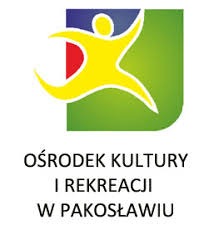 OŚRODEK KULTURY
I REKREACJI
W PAKOSŁAWIU